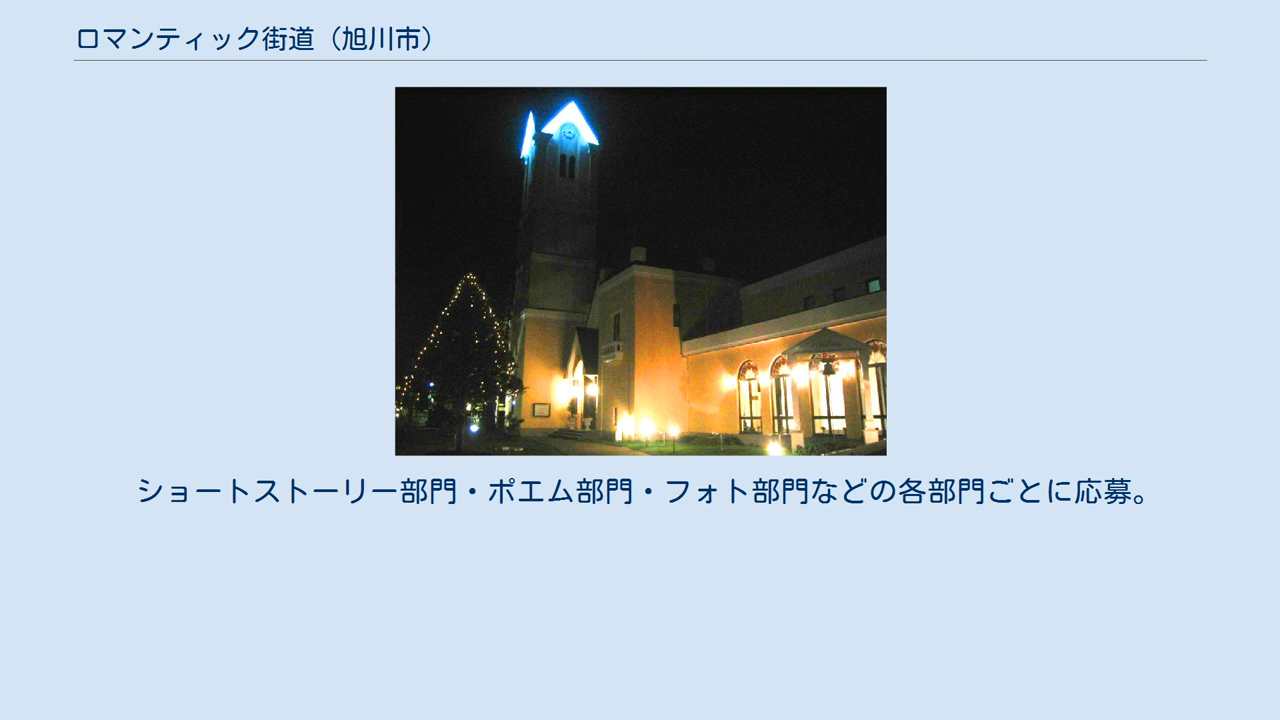 ロマンティック街道（旭川市）
ショートストーリー部門・ポエム部門・フォト部門などの各部門ごとに応募。